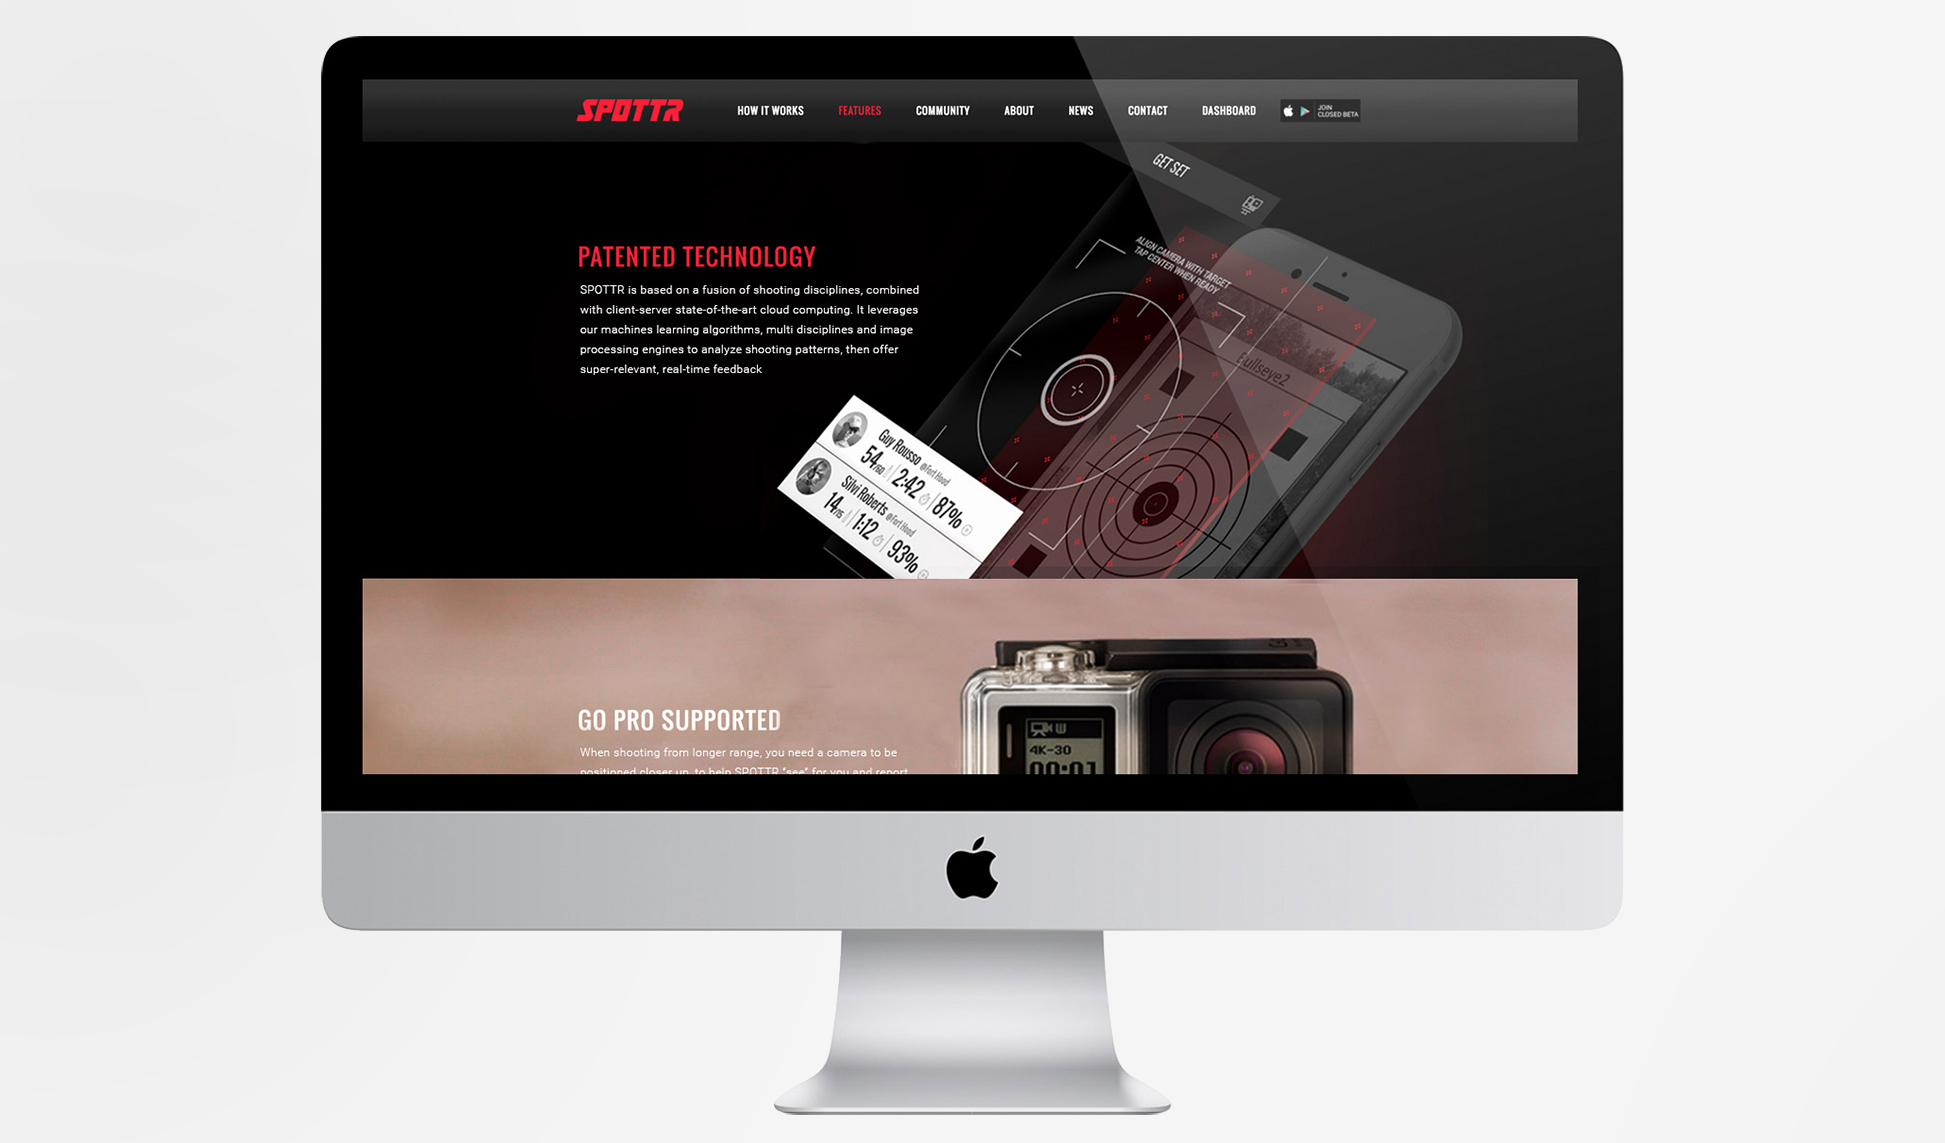 SPOTTR
HOW IT WORKS
FEATURES
COMMUNITY
ABOUT
NEWS
CONTACT
DASHBOARD
JOIN
CLOSED BETA
GET SET
ALIGN CAMERA WITH TARGET
TAP CENTER WHEN READY
PATENTED TECHNOLOGY
SPOTTR is based on a fusion of shooting disciplines, combined
with client-server state-of-the-art cloud computing. It leverages
our machines learning algorithms, multi disciplines and image
processing engines to analyze shooting patterns, then offer
super-relevant, real-time feedback
Bullseye2
Guy Rousso @Fort Hood
54/60 2:42 87%
Silvi Roberts @Fort Hood
14/15 1:12 93%
GO PRO SUPPORTED
When shooting from longer range, you need a camera to be
positioned closer up, to help SPOTTR "see" for you and report
W
4K-30
00:01